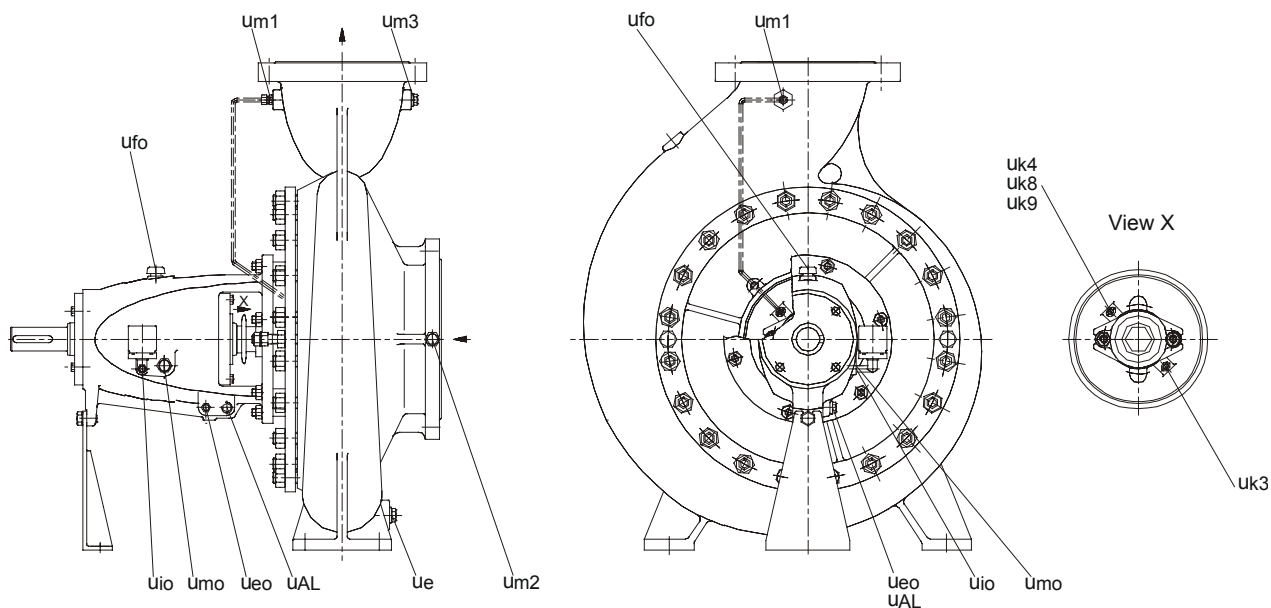 um1
um3
ufo
um1
ufo
uk4
uk8
uk9
View X
X
uk3
uio
umo
ueo
uAL
ue
um2
ueo
uAL
uio
umo